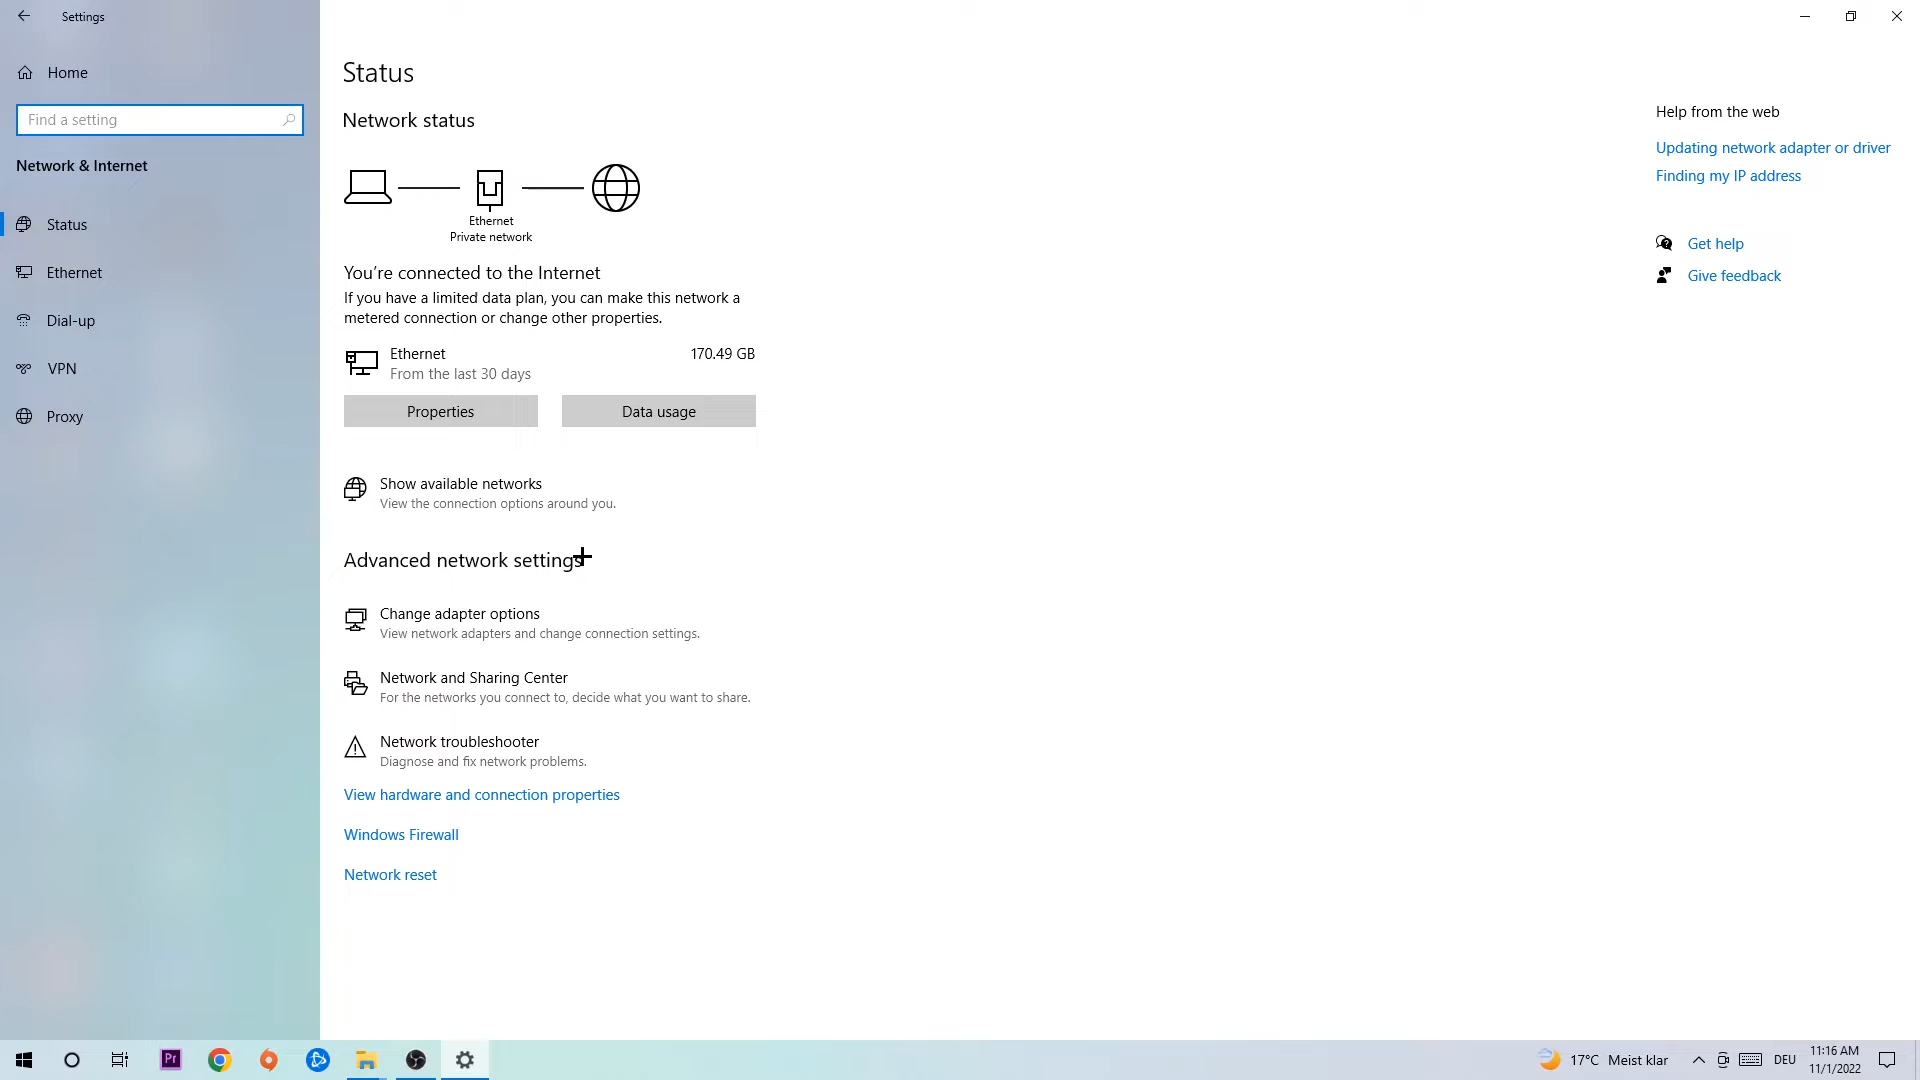 Settings
Home
Find a setting
Network & Internet
Status
Ethernet
Dial-up
VPN
Proxy
Status
Network status
Ethernet
Private network
You're connected to the Internet
If you have a limited data plan, you can make this network a
metered connection or change other properties.
Ethernet 170.49 GB
From the last 30 days
Properties Data usage
Show available networks
View the connection options around you.
Advanced network settings
Change adapter options
View network adapters and change connection settings.
Network and Sharing Center
For the networks you connect to, decide what you want to share.
Network troubleshooter
Diagnose and fix network problems.
View hardware and connection properties
Windows Firewall
Network reset
Help from the web
Updating network adapter or driver
Finding my IP address
Get help
Give feedback
Pr
17°C Meist klar
DEU
11:16 AM
11/1/2022